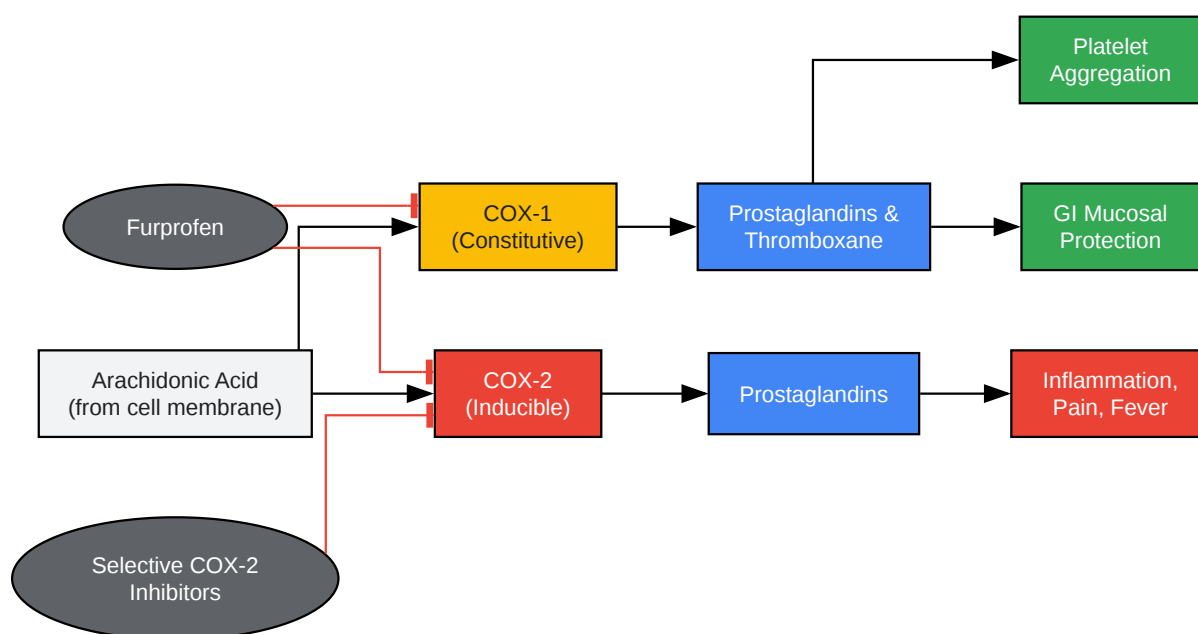 Platelet
Aggregation
Furprofen
COX-1
(Constitutive)
Prostaglandins &
Thromboxane
GI Mucosal
Protection
Arachidonic Acid
(from cell membrane)
COX-2
(Inducible)
Prostaglandins
Inflammation,
Pain, Fever
Selective COX-2
Inhibitors